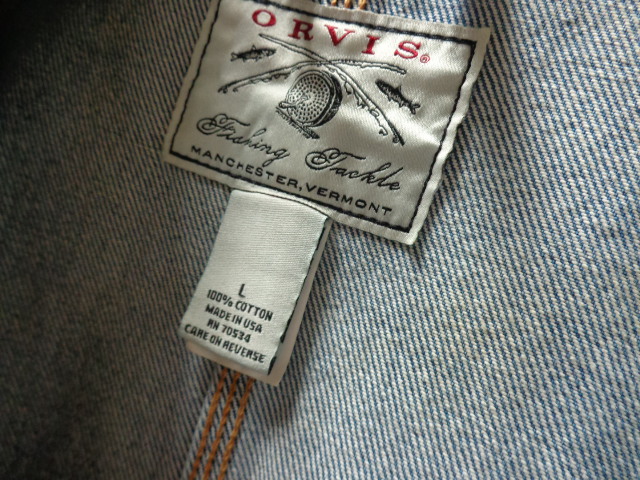 ORVIS®
Fishing Tackle
MANCHESTER, VERMONT
L
100% COTTON
MADE IN USA
RN 70534
CARE ON REVERSE